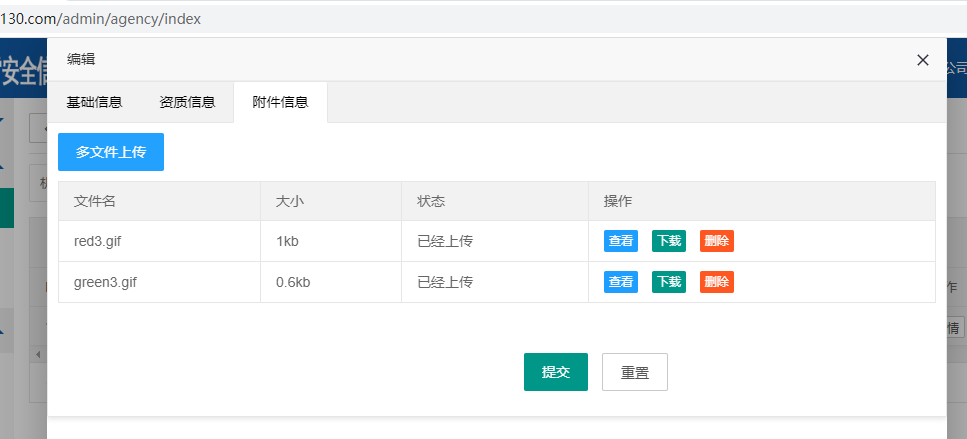 130.com/admin/agency/index
安全信
公司
编辑
基础信息 资质信息 附件信息
多文件上传
文件名 大小 状态 操作
red3.gif 1kb 已经上传 查看 下载 删除
green3.gif 0.6kb 已经上传 查看 下载 删除
作
情
提交 重置